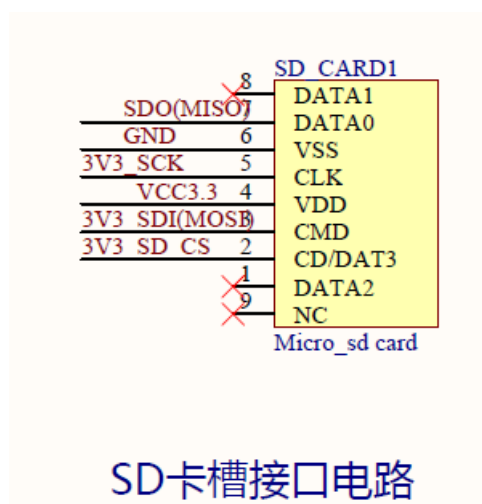 SD_CARD1
8 DATA1
SDO(MISO) 7 DATA0
GND 6 VSS
3V3_SCK 5 CLK
VCC3.3 4 VDD
3V3_SDI(MOSI) 3 CMD
3V3_SD_CS 2 CD/DAT3
1 DATA2
9 NC
Micro_sd card
SD卡槽接口电路